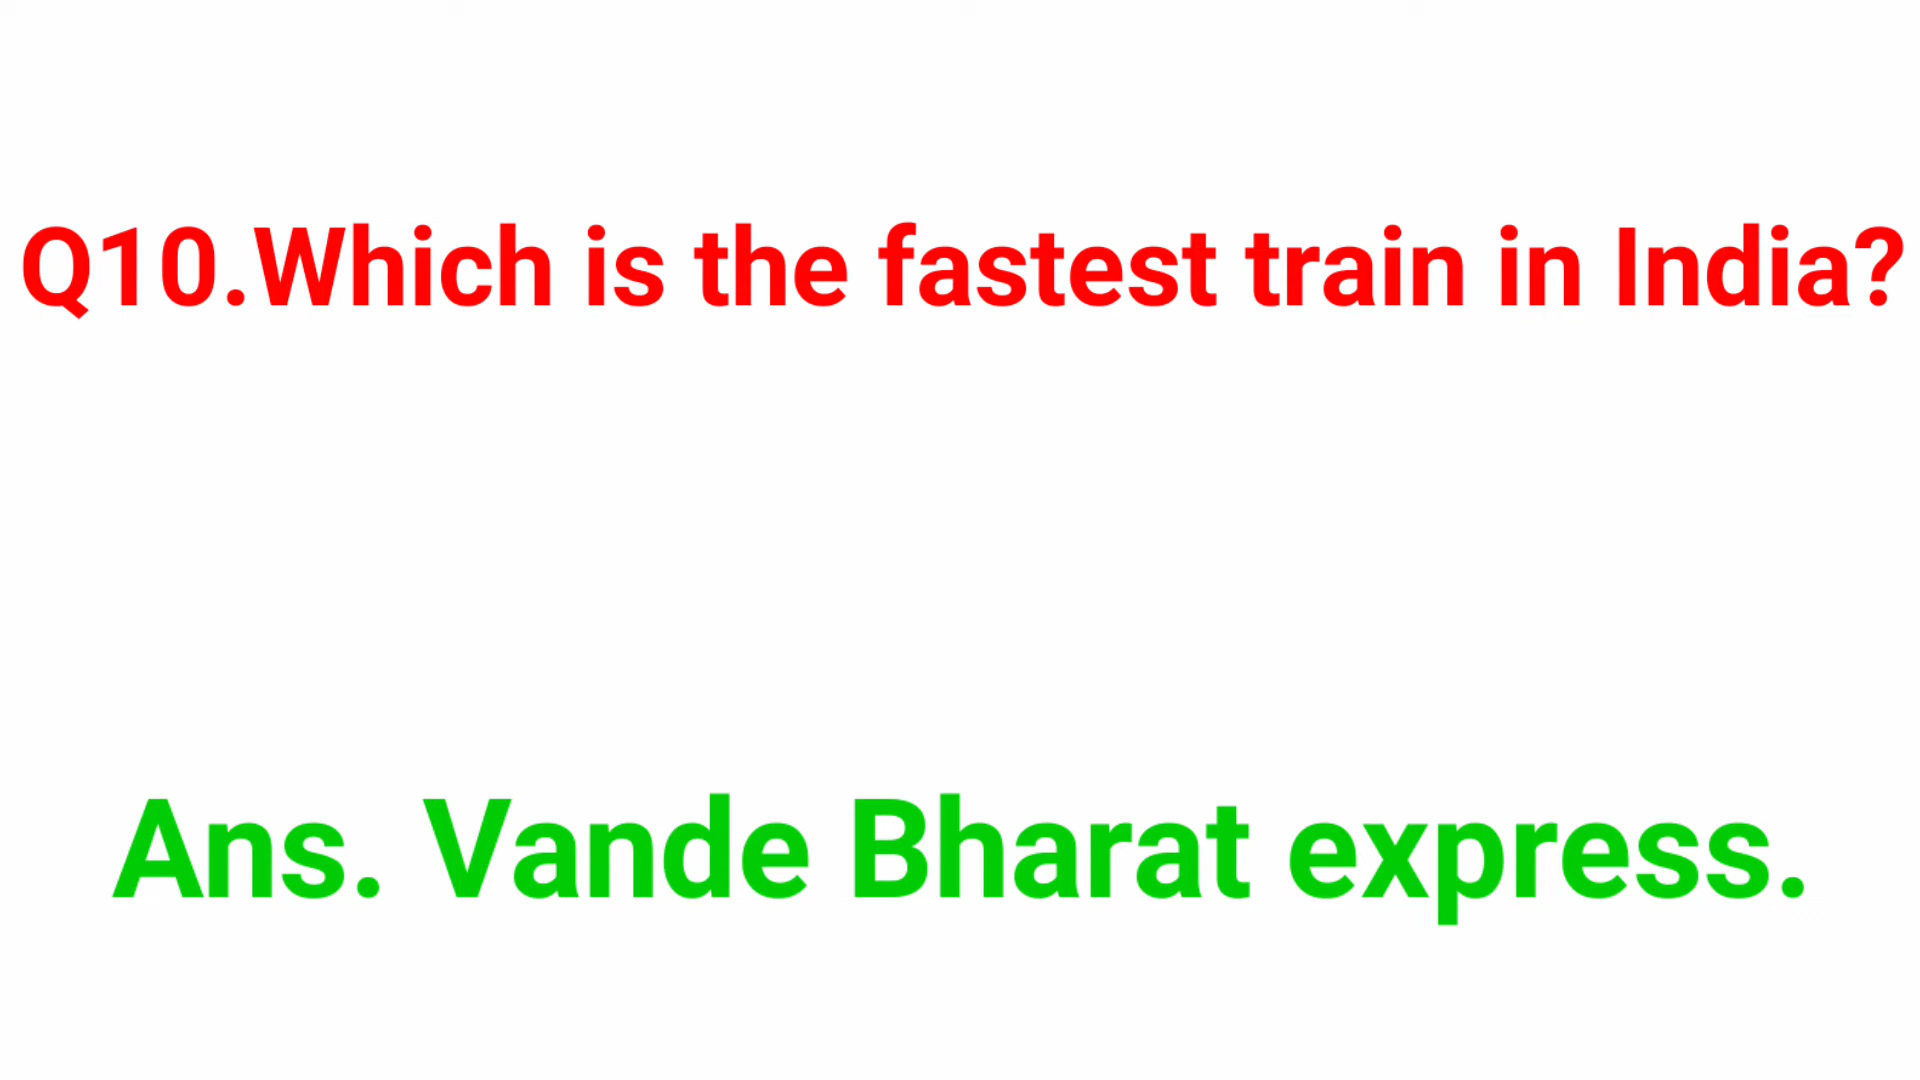 Q10.Which is the fastest train in India?
Ans. Vande Bharat express.